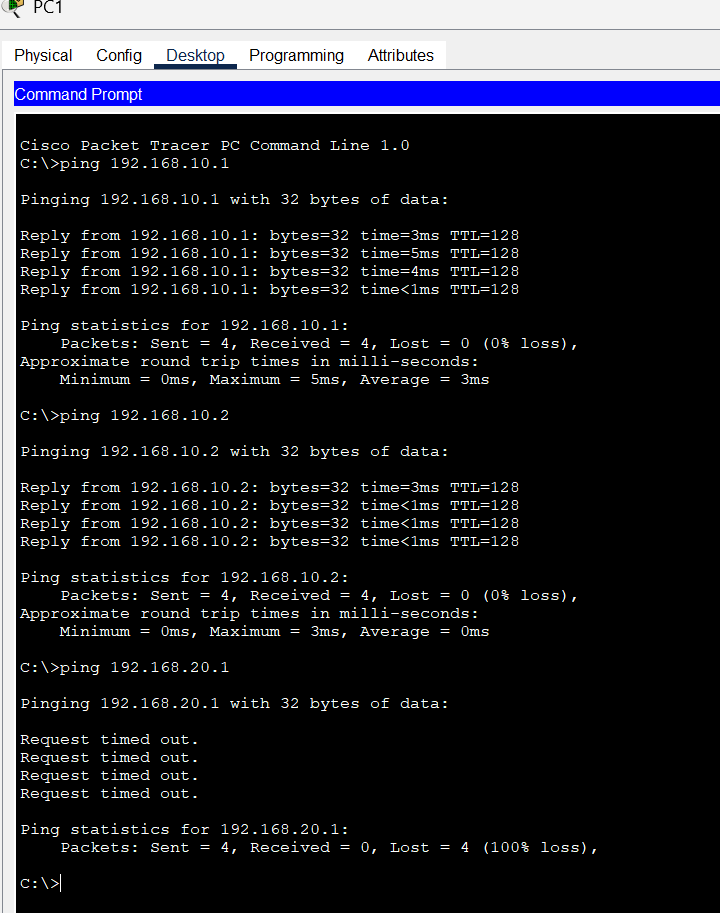 PC1
Physical Config Desktop Programming Attributes
Command Prompt
Cisco Packet Tracer PC Command Line 1.0
C:\>ping 192.168.10.1
Pinging 192.168.10.1 with 32 bytes of data:
Reply from 192.168.10.1: bytes=32 time=3ms TTL=128
Reply from 192.168.10.1: bytes=32 time=5ms TTL=128
Reply from 192.168.10.1: bytes=32 time=4ms TTL=128
Reply from 192.168.10.1: bytes=32 time<1ms TTL=128
Ping statistics for 192.168.10.1:
Packets: Sent = 4, Received = 4, Lost = 0 (0% loss),
Approximate round trip times in milli-seconds:
Minimum = 0ms, Maximum = 5ms, Average = 3ms
C:\>ping 192.168.10.2
Pinging 192.168.10.2 with 32 bytes of data:
Reply from 192.168.10.2: bytes=32 time=3ms TTL=128
Reply from 192.168.10.2: bytes=32 time<1ms TTL=128
Reply from 192.168.10.2: bytes=32 time<1ms TTL=128
Reply from 192.168.10.2: bytes=32 time<1ms TTL=128
Ping statistics for 192.168.10.2:
Packets: Sent = 4, Received = 4, Lost = 0 (0% loss),
Approximate round trip times in milli-seconds:
Minimum = 0ms, Maximum = 3ms, Average = 0ms
C:\>ping 192.168.20.1
Pinging 192.168.20.1 with 32 bytes of data:
Request timed out.
Request timed out.
Request timed out.
Request timed out.
Ping statistics for 192.168.20.1:
Packets: Sent = 4, Received = 0, Lost = 4 (100% loss),
C:\>